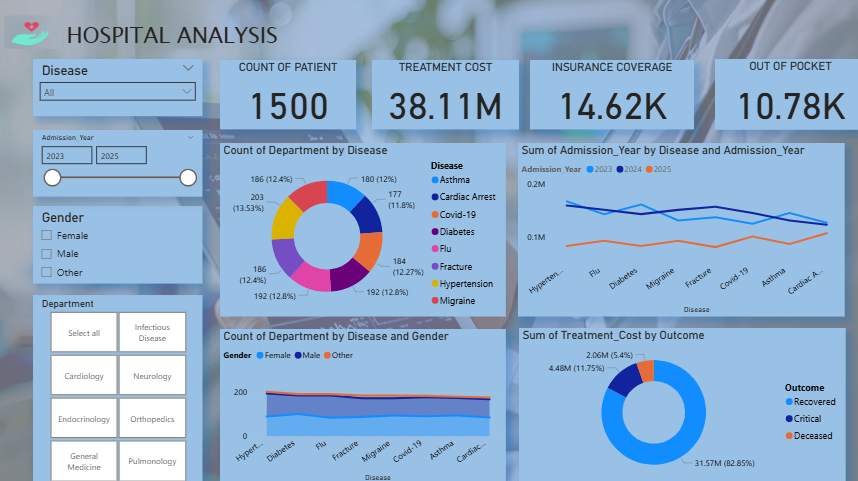 HOSPITAL ANALYSIS
Disease
All
Admission_Year
2023
2025
Gender
Female
Male
Other
Department
Select all
Infectious
Disease
Cardiology
Neurology
Endocrinology
Orthopedics
General
Medicine
Pulmonology
COUNT OF PATIENT
1500
TREATMENT COST
38.11M
INSURANCE COVERAGE
14.62K
OUT OF POCKET
10.78K
Count of Department by Disease
186 (12.4%)
180 (12%)
203
(13.53%)
177
(11.8%)
186
(12.4%)
184
(12.27%)
192 (12.8%)
192 (12.8%)
Disease
Asthma
Cardiac Arrest
Covid-19
Diabetes
Flu
Fracture
Hypertension
Migraine
Sum of Admission_Year by Disease and Admission_Year
Admission_Year 2023 2024 2025
0.2M
0.1M
Hyperten...
Flu
Diabetes
Migraine
Fracture
Covid-19
Asthma
Cardiac A...
Disease
Count of Department by Disease and Gender
Gender Female Male Other
200
0
Hypert...
Diabetes
Flu
Fracture
Migraine
Covid-19
Asthma
Cardiac...
Disease
Sum of Treatment_Cost by Outcome
2.06M (5.4%)
4.48M (11.75%)
31.57M (82.85%)
Outcome
Recovered
Critical
Deceased